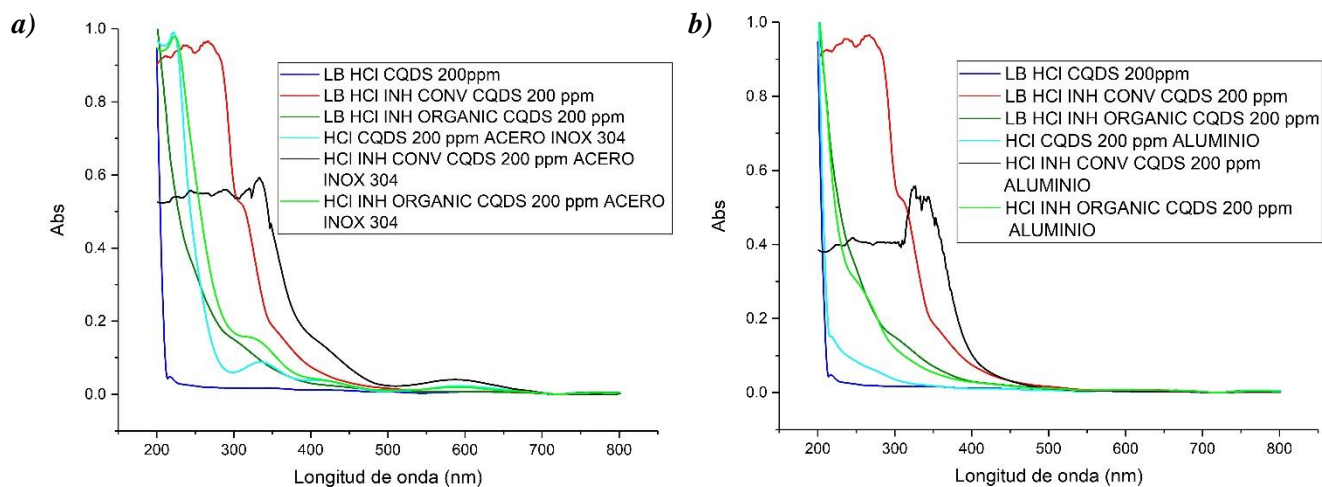 a)
1.0
0.8
0.6
0.4
0.2
0.0
Abs
LB HCl CQDS 200ppm
LB HCl INH CONV CQDS 200 ppm
LB HCl INH ORGANIC CQDS 200 ppm
HCl CQDS 200 ppm ACERO INOX 304
HCl INH CONV CQDS 200 ppm ACERO
INOX 304
HCl INH ORGANIC CQDS 200 ppm ACERO
INOX 304
200 300 400 500 600 700 800
Longitud de onda (nm)
b)
1.0
0.8
0.6
0.4
0.2
0.0
Abs
LB HCl CQDS 200ppm
LB HCl INH CONV CQDS 200 ppm
LB HCl INH ORGANIC CQDS 200 ppm
HCl CQDS 200 ppm ALUMINIO
HCl INH CONV CQDS 200 ppm
ALUMINIO
HCl INH ORGANIC CQDS 200 ppm
ALUMINIO
200 300 400 500 600 700 800
Longitud de onda (nm)